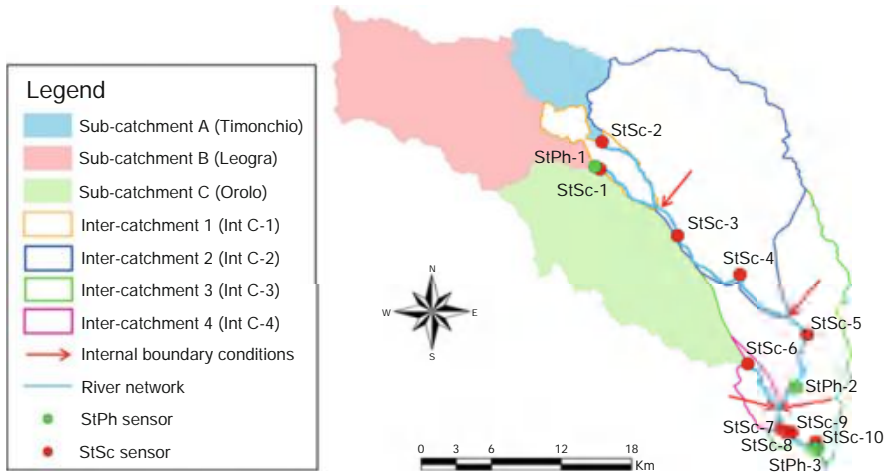 Legend
Sub-catchment A (Timonchio)
Sub-catchment B (Leogra)
Sub-catchment C (Orolo)
Inter-catchment 1 (Int C-1)
Inter-catchment 2 (Int C-2)
Inter-catchment 3 (Int C-3)
Inter-catchment 4 (Int C-4)
Internal boundary conditions
River network
StPh sensor
StSc sensor
StSc-2
StPh-1
StSc-1
StSc-3
StSc-4
StSc-5
StSc-6
StPh-2
StSc-7
StSc-9
StSc-8
StSc-10
StPh-3
N
W
E
S
0 3 6 12 18
Km